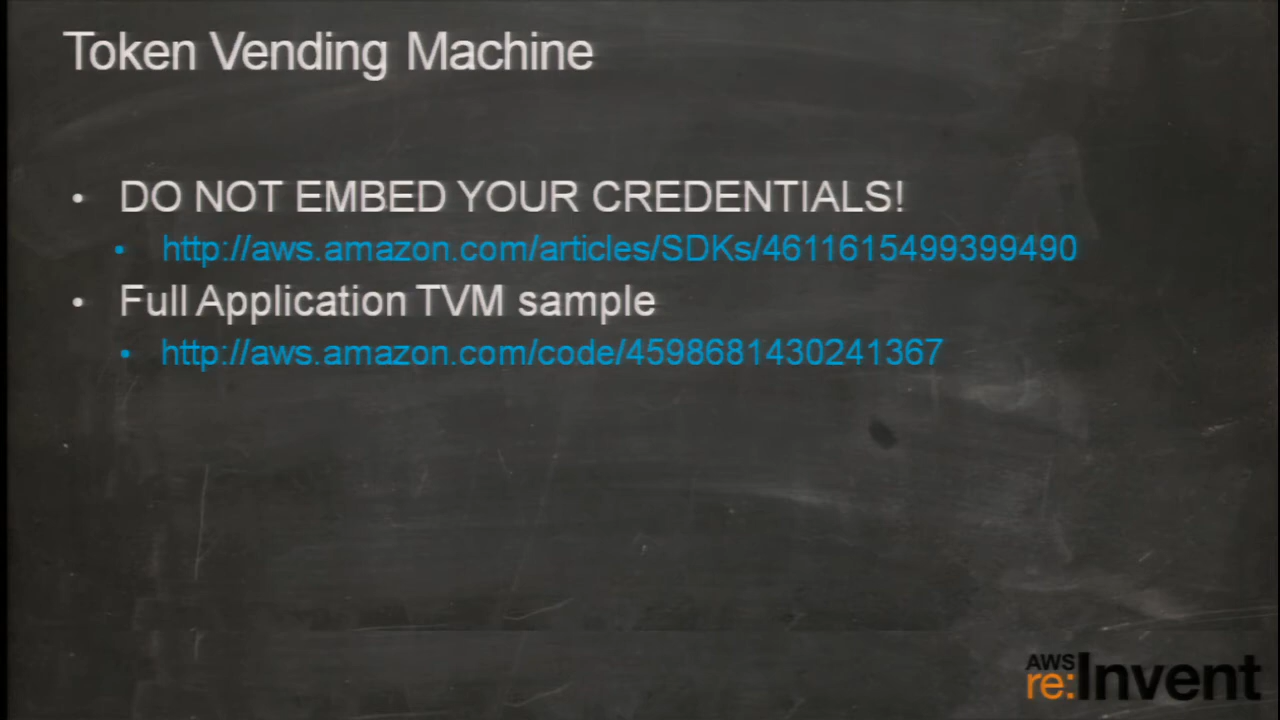 Token Vending Machine
• DO NOT EMBED YOUR CREDENTIALS!
• http://aws.amazon.com/articles/SDKs/4611615499399490
• Full Application TVM sample
• http://aws.amazon.com/code/4598681430241367
AWS
re:Invent